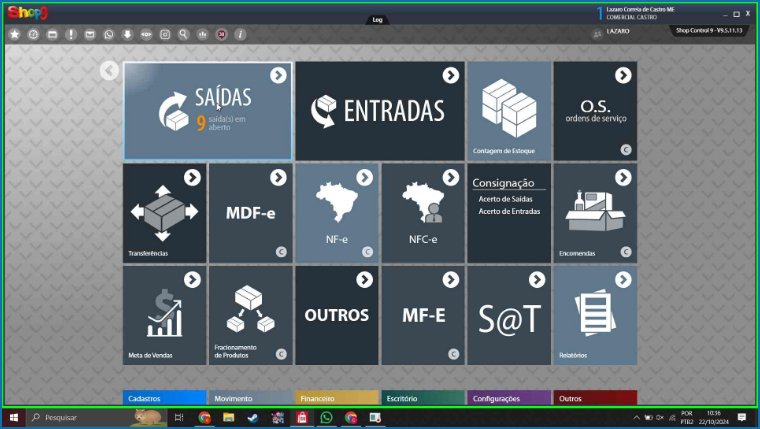 Shop9
Log
1
Lazaro Correia de Castro ME
COMERCIAL CASTRO
LAZARO
Shop Control 9 - V9.5.11.13
SAÍDAS
9 saída(s) em
aberto
ENTRADAS
Contagem de Estoque
O.S.
ordens de serviço
C
Transferências
MDF-e
C
NF-e
C
NFC-e
C
Consignação
Acerto de Saídas
Acerto de Entradas
Encomendas
C
Meta de Vendas
Fracionamento
de Produtos
C
OUTROS
MF-E
C
S@T
Relatórios
Cadastros
Movimento
Financeiro
Escritório
Configurações
Outros
Pesquisar
POR
PTB2
10:36
22/10/2024